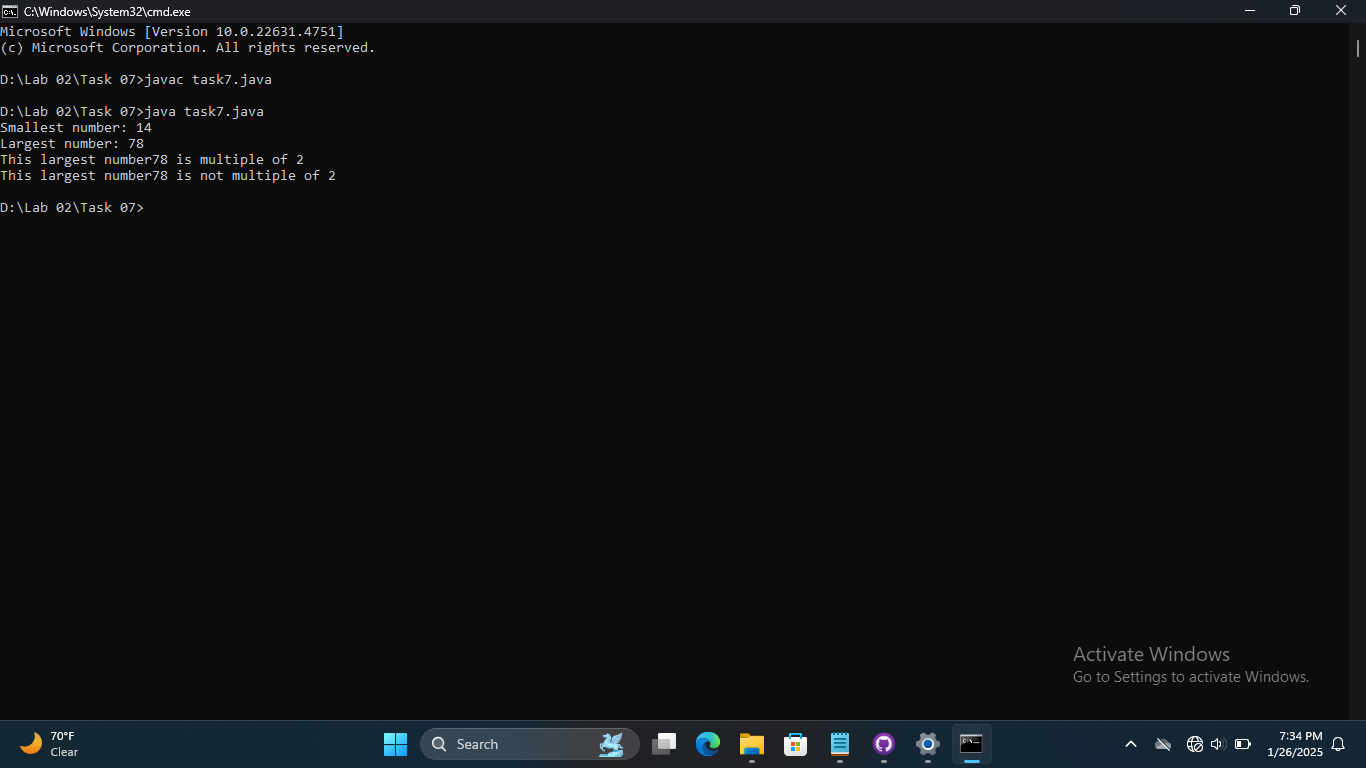 C:\Windows\System32\cmd.exe
Microsoft Windows [Version 10.0.22631.4751]
(c) Microsoft Corporation. All rights reserved.
D:\Lab 02\Task 07>javac task7.java
D:\Lab 02\Task 07>java task7.java
Smallest number: 14
Largest number: 78
This largest number78 is multiple of 2
This largest number78 is not multiple of 2
D:\Lab 02\Task 07>
Activate Windows
Go to Settings to activate Windows.
70°F
Clear
Search
7:34 PM
1/26/2025